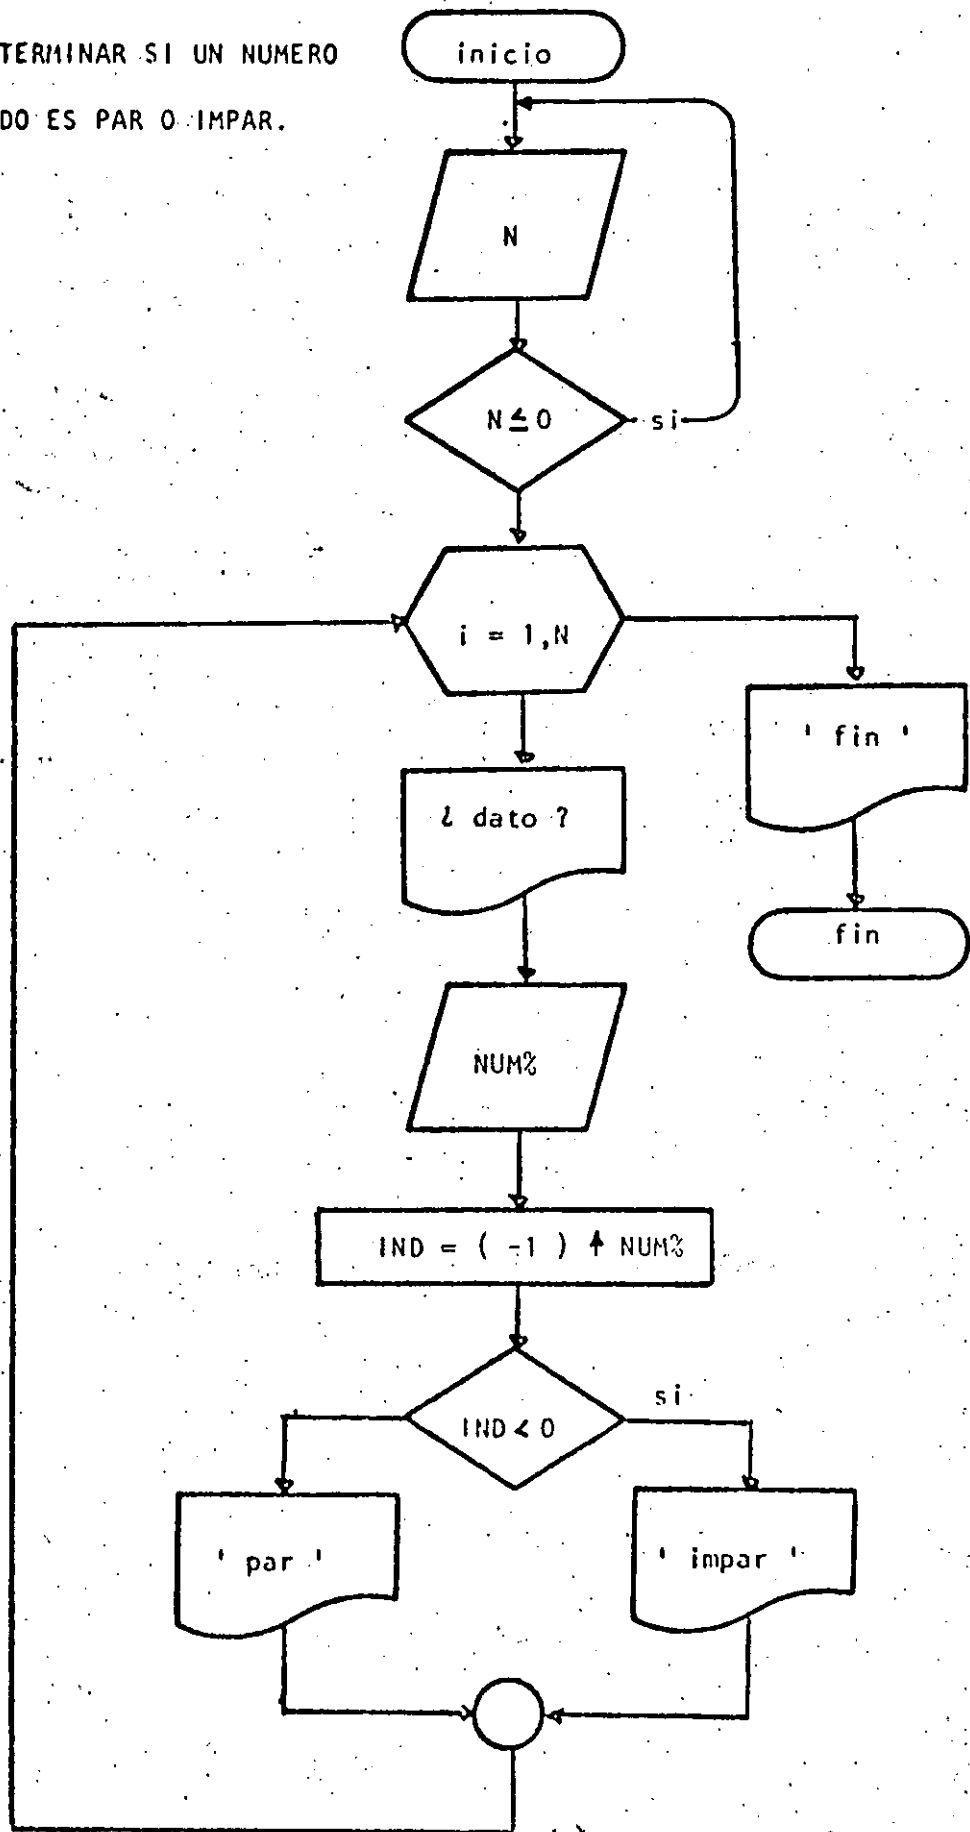 TERMINAR SI UN NUMERO
DO ES PAR O IMPAR.
inicio
N
N ≤ 0
si
i = 1,N
' fin '
¿ dato ?
fin
NUM%
IND = ( -1 ) ↑ NUM%
si
IND < 0
' par '
' impar '